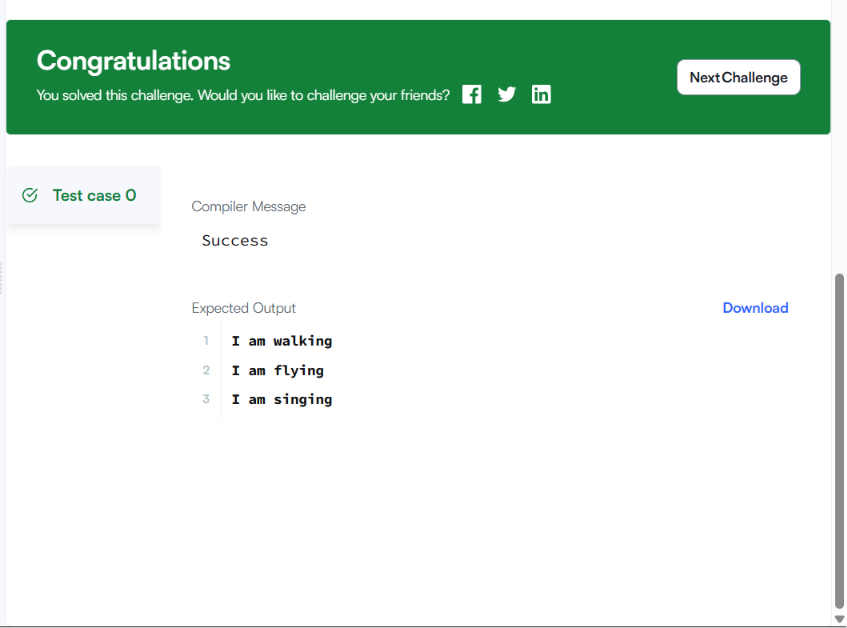 Congratulations
You solved this challenge. Would you like to challenge your friends?
Next Challenge
Test case 0
Compiler Message
Success
Expected Output
Download
1 I am walking
2 I am flying
3 I am singing